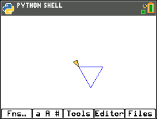 PYTHON SHELL
Fns… a A # Tools Editor Files